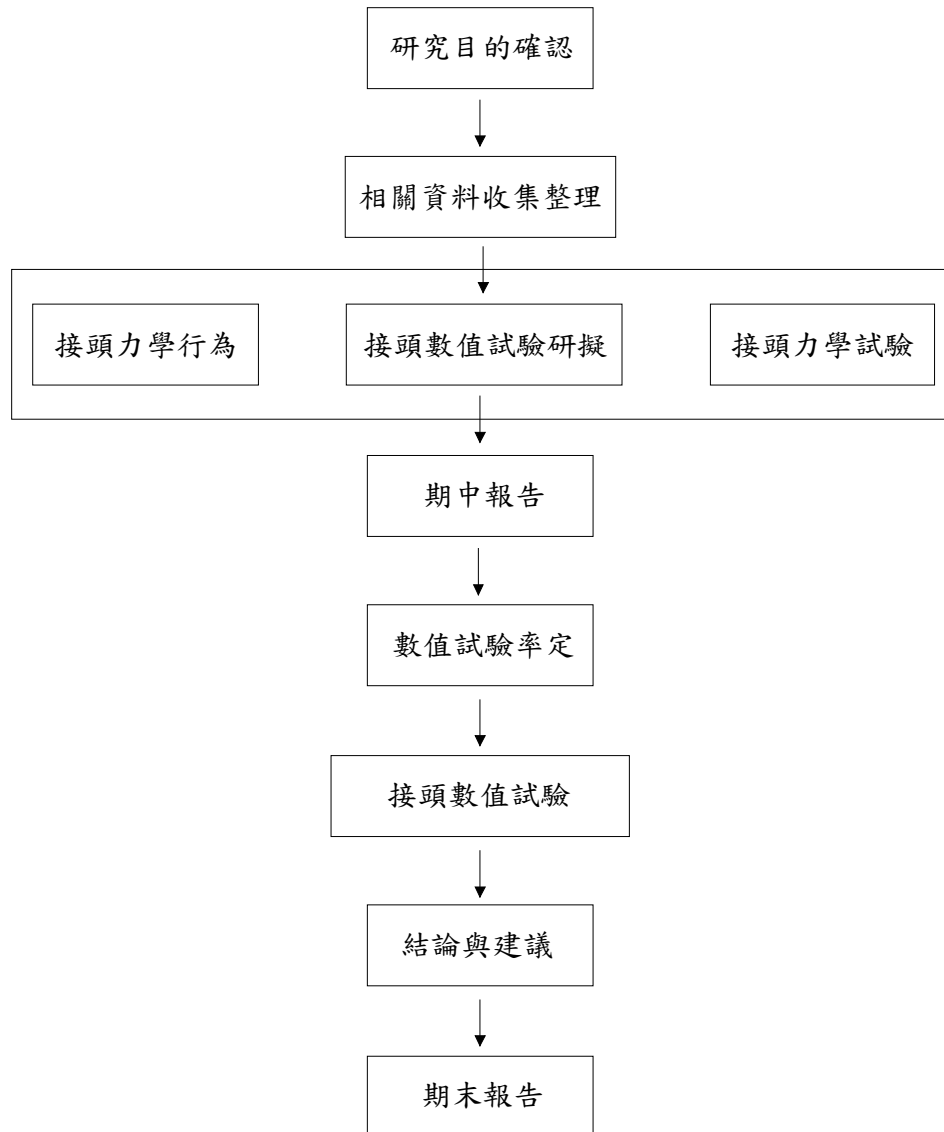 研究目的確認
相關資料收集整理
接頭力學行為
接頭數值試驗研擬
接頭力學試驗
期中報告
數值試驗率定
接頭數值試驗
結論與建議
期末報告